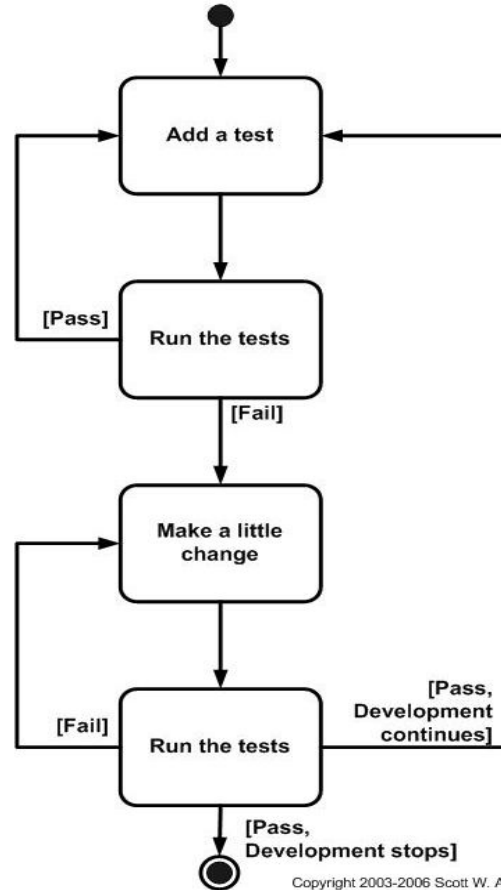 Add a test
[Pass]
Run the tests
[Fail]
Make a little
change
[Fail]
Run the tests
[Pass,
Development
continues]
[Pass,
Development stops]
Copyright 2003-2006 Scott W. A